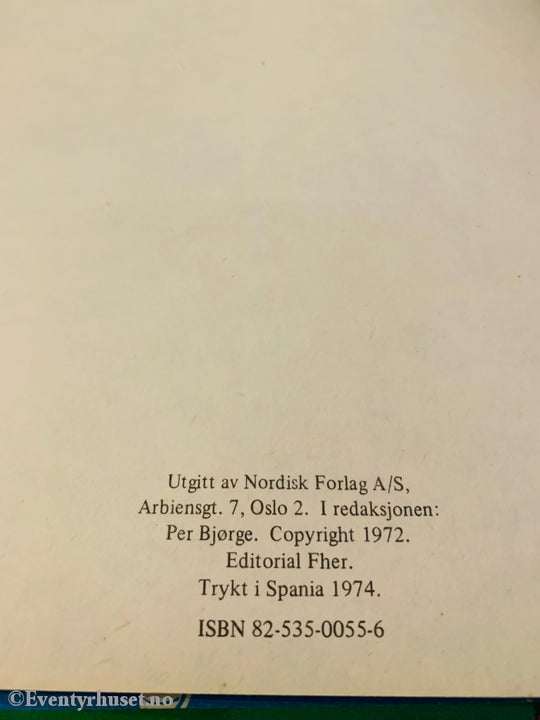 Utgitt av Nordisk Forlag A/S,
Arbiensgt. 7, Oslo 2. I redaksjonen:
Per Bjørge. Copyright 1972.
Editorial Fher.
Trykt i Spania 1974.
ISBN 82-535-0055-6
©Eventyrhuset.no